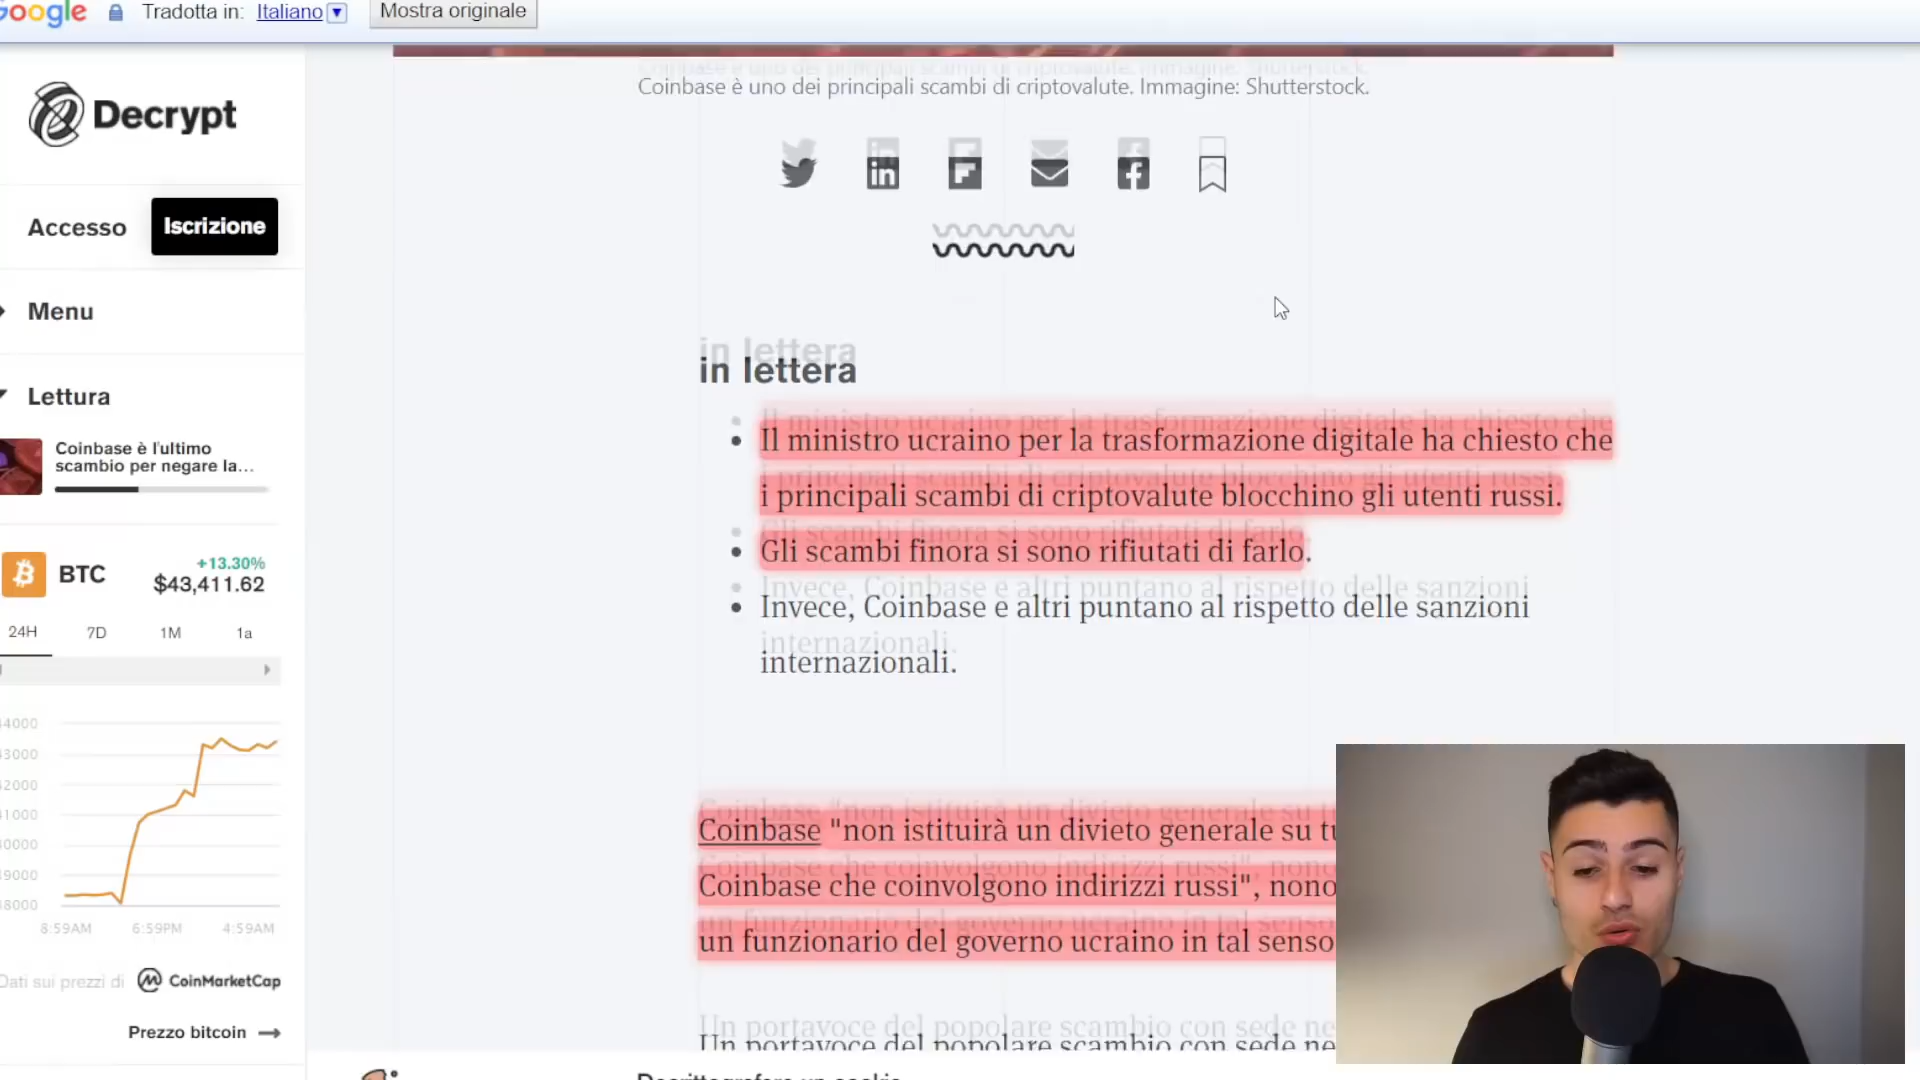 Google Tradotta in: Italiano Mostra originale
Decrypt
Accesso Iscrizione
Menu
Lettura
Coinbase è l'ultimo
scambio per negare la...
BTC +13.30%
$43,411.62
24H 7D 1M 1a
8:59AM 6:59PM 4:59AM
Dati sui prezzi di CoinMarketCap
Prezzo bitcoin
Coinbase è uno dei principali scambi di criptovalute. Immagine: Shutterstock.
in lettera
Il ministro ucraino per la trasformazione digitale ha chiesto che
i principali scambi di criptovalute blocchino gli utenti russi.
Gli scambi finora si sono rifiutati di farlo.
Invece, Coinbase e altri puntano al rispetto delle sanzioni
internazionali.
Coinbase "non istituirà un divieto generale su
Coinbase che coinvolgono indirizzi russi",
un funzionario del governo ucraino in tal senso
Un portavoce del popolare scambio con sede